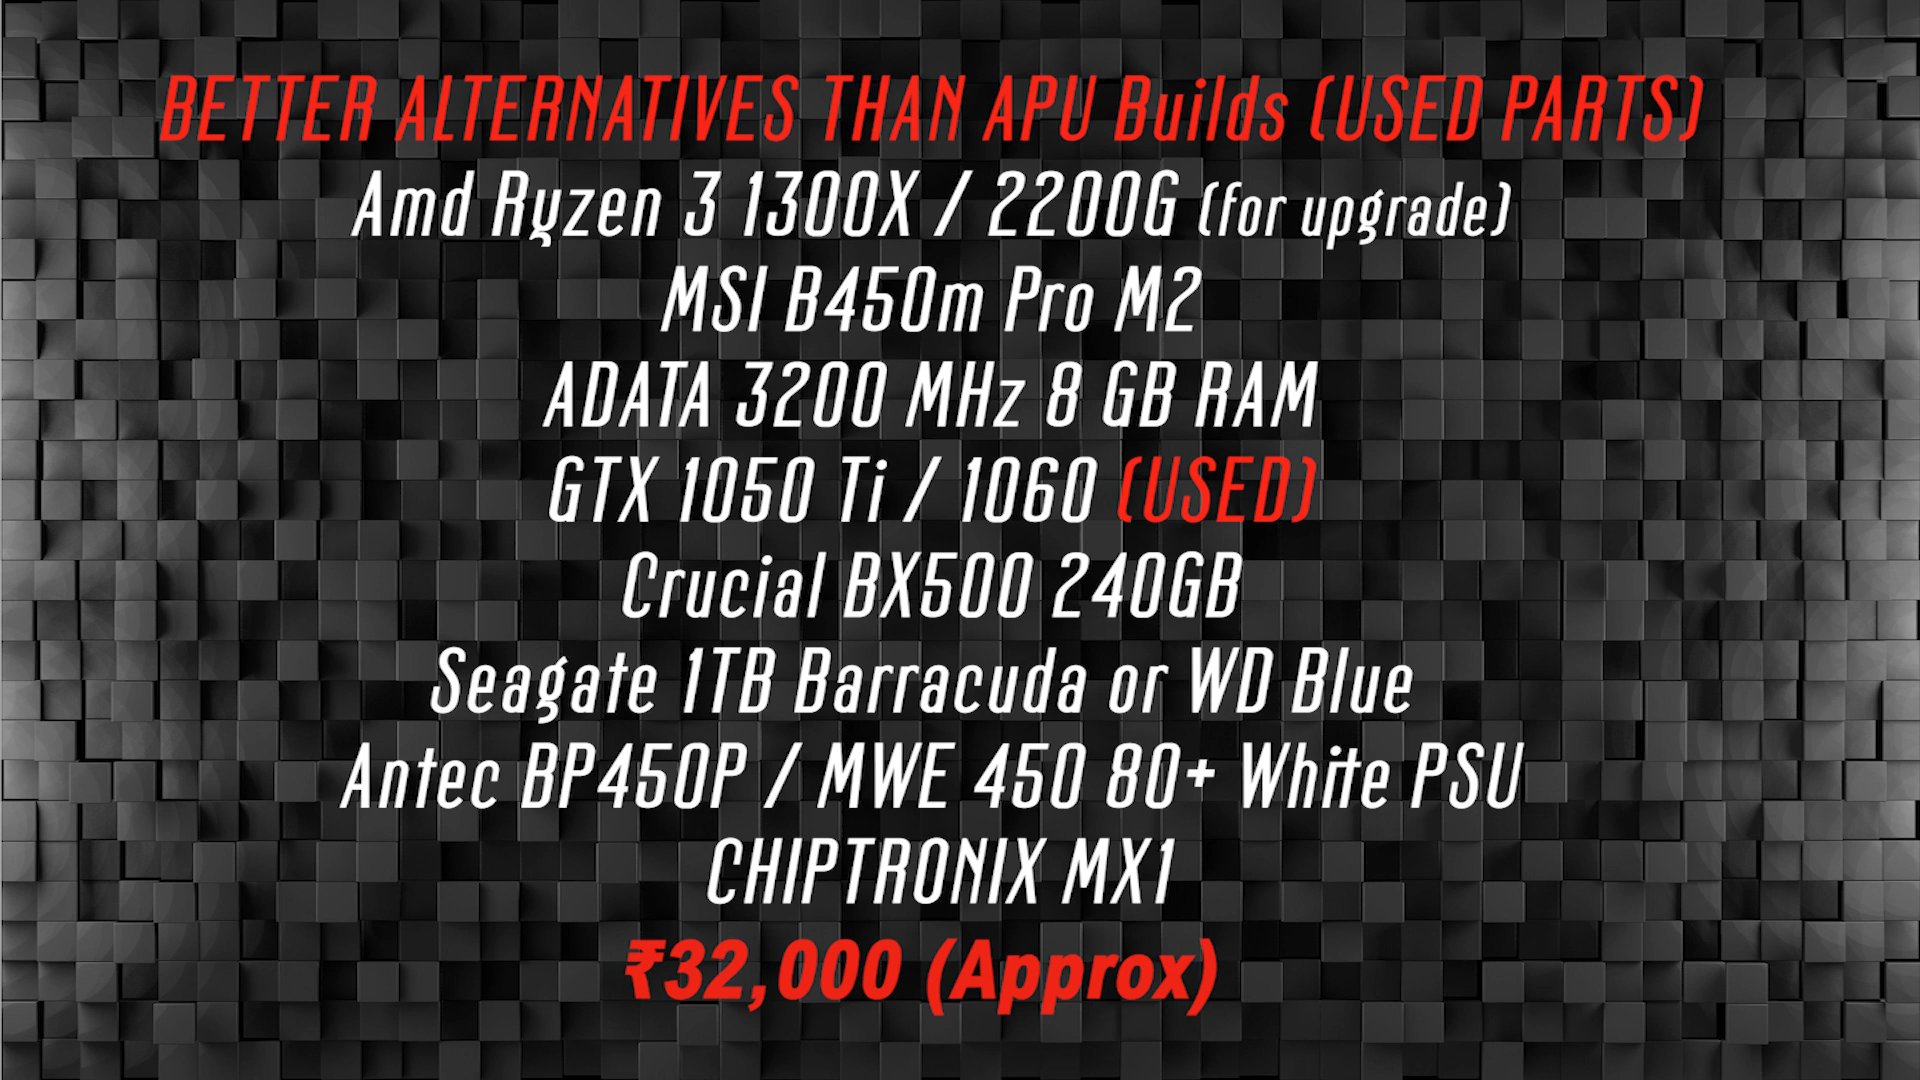 BETTER ALTERNATIVES THAN APU Builds (USED PARTS)
Amd Ryzen 3 1300X / 2200G (for upgrade)
MSI B450m Pro M2
ADATA 3200 MHz 8 GB RAM
GTX 1050 Ti / 1060 (USED)
Crucial BX500 240GB
Seagate 1TB Barracuda or WD Blue
Antec BP450P / MWE 450 80+ White PSU
CHIPTRONIX MX1
₹32,000 (Approx)